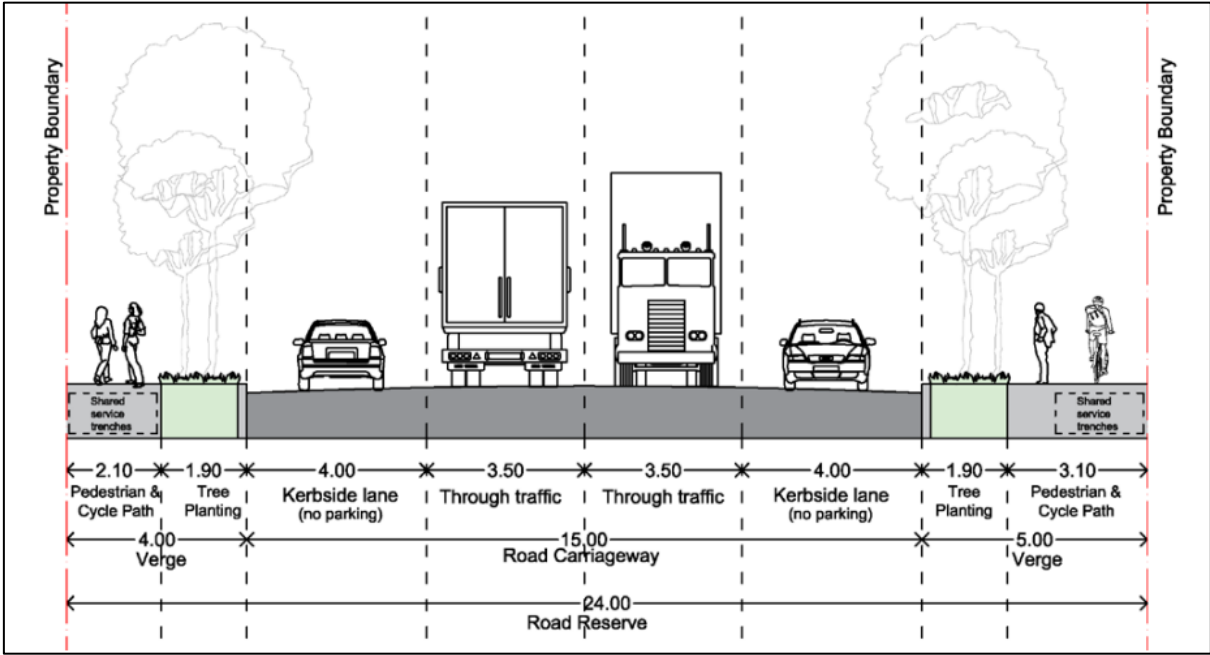 Property Boundary
Property Boundary
Shared
service
trenches
Shared
service
trenches
2.10
1.90
4.00
3.50
3.50
4.00
1.90
3.10
Pedestrian &
Cycle Path
Tree
Planting
Kerbside lane
(no parking)
Through traffic
Through traffic
Kerbside lane
(no parking)
Tree
Planting
Pedestrian &
Cycle Path
4.00
Verge
15.00
Road Carriageway
5.00
Verge
24.00
Road Reserve